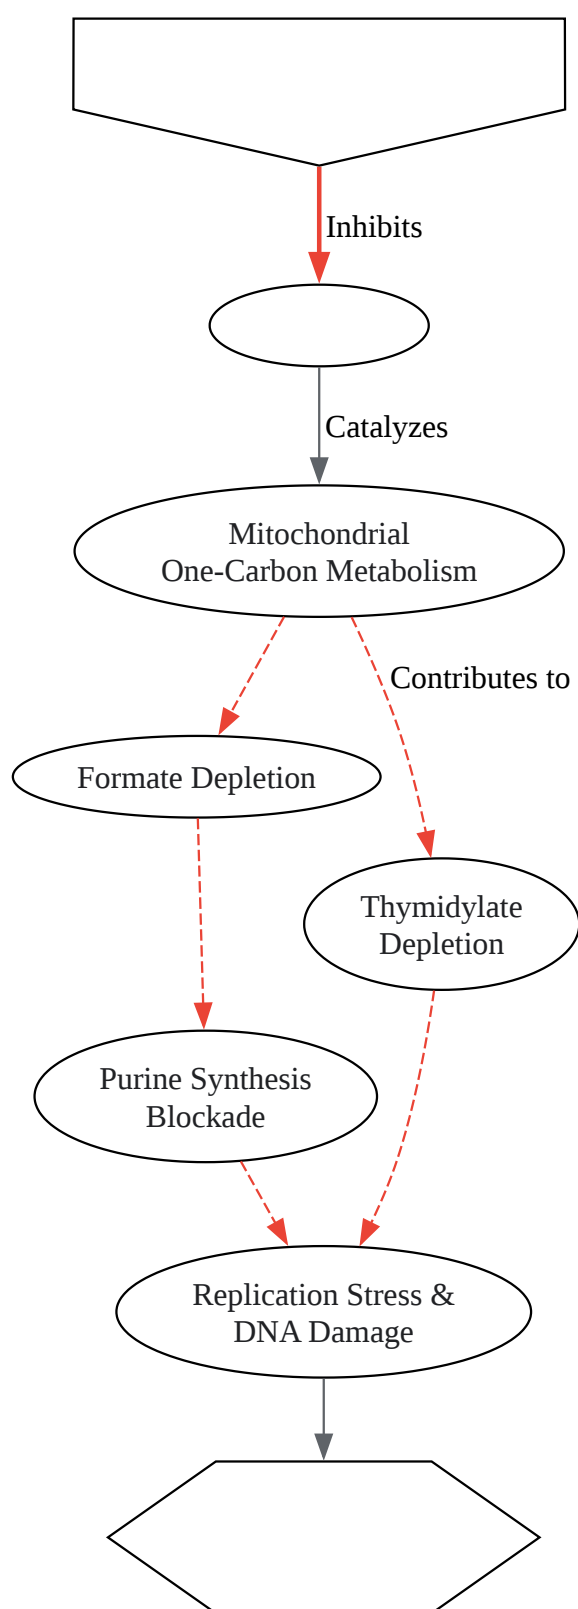 Inhibits
Catalyzes
Mitochondrial
One-Carbon Metabolism
Contributes to
Formate Depletion
Thymidylate
Depletion
Purine Synthesis
Blockade
Replication Stress &
DNA Damage